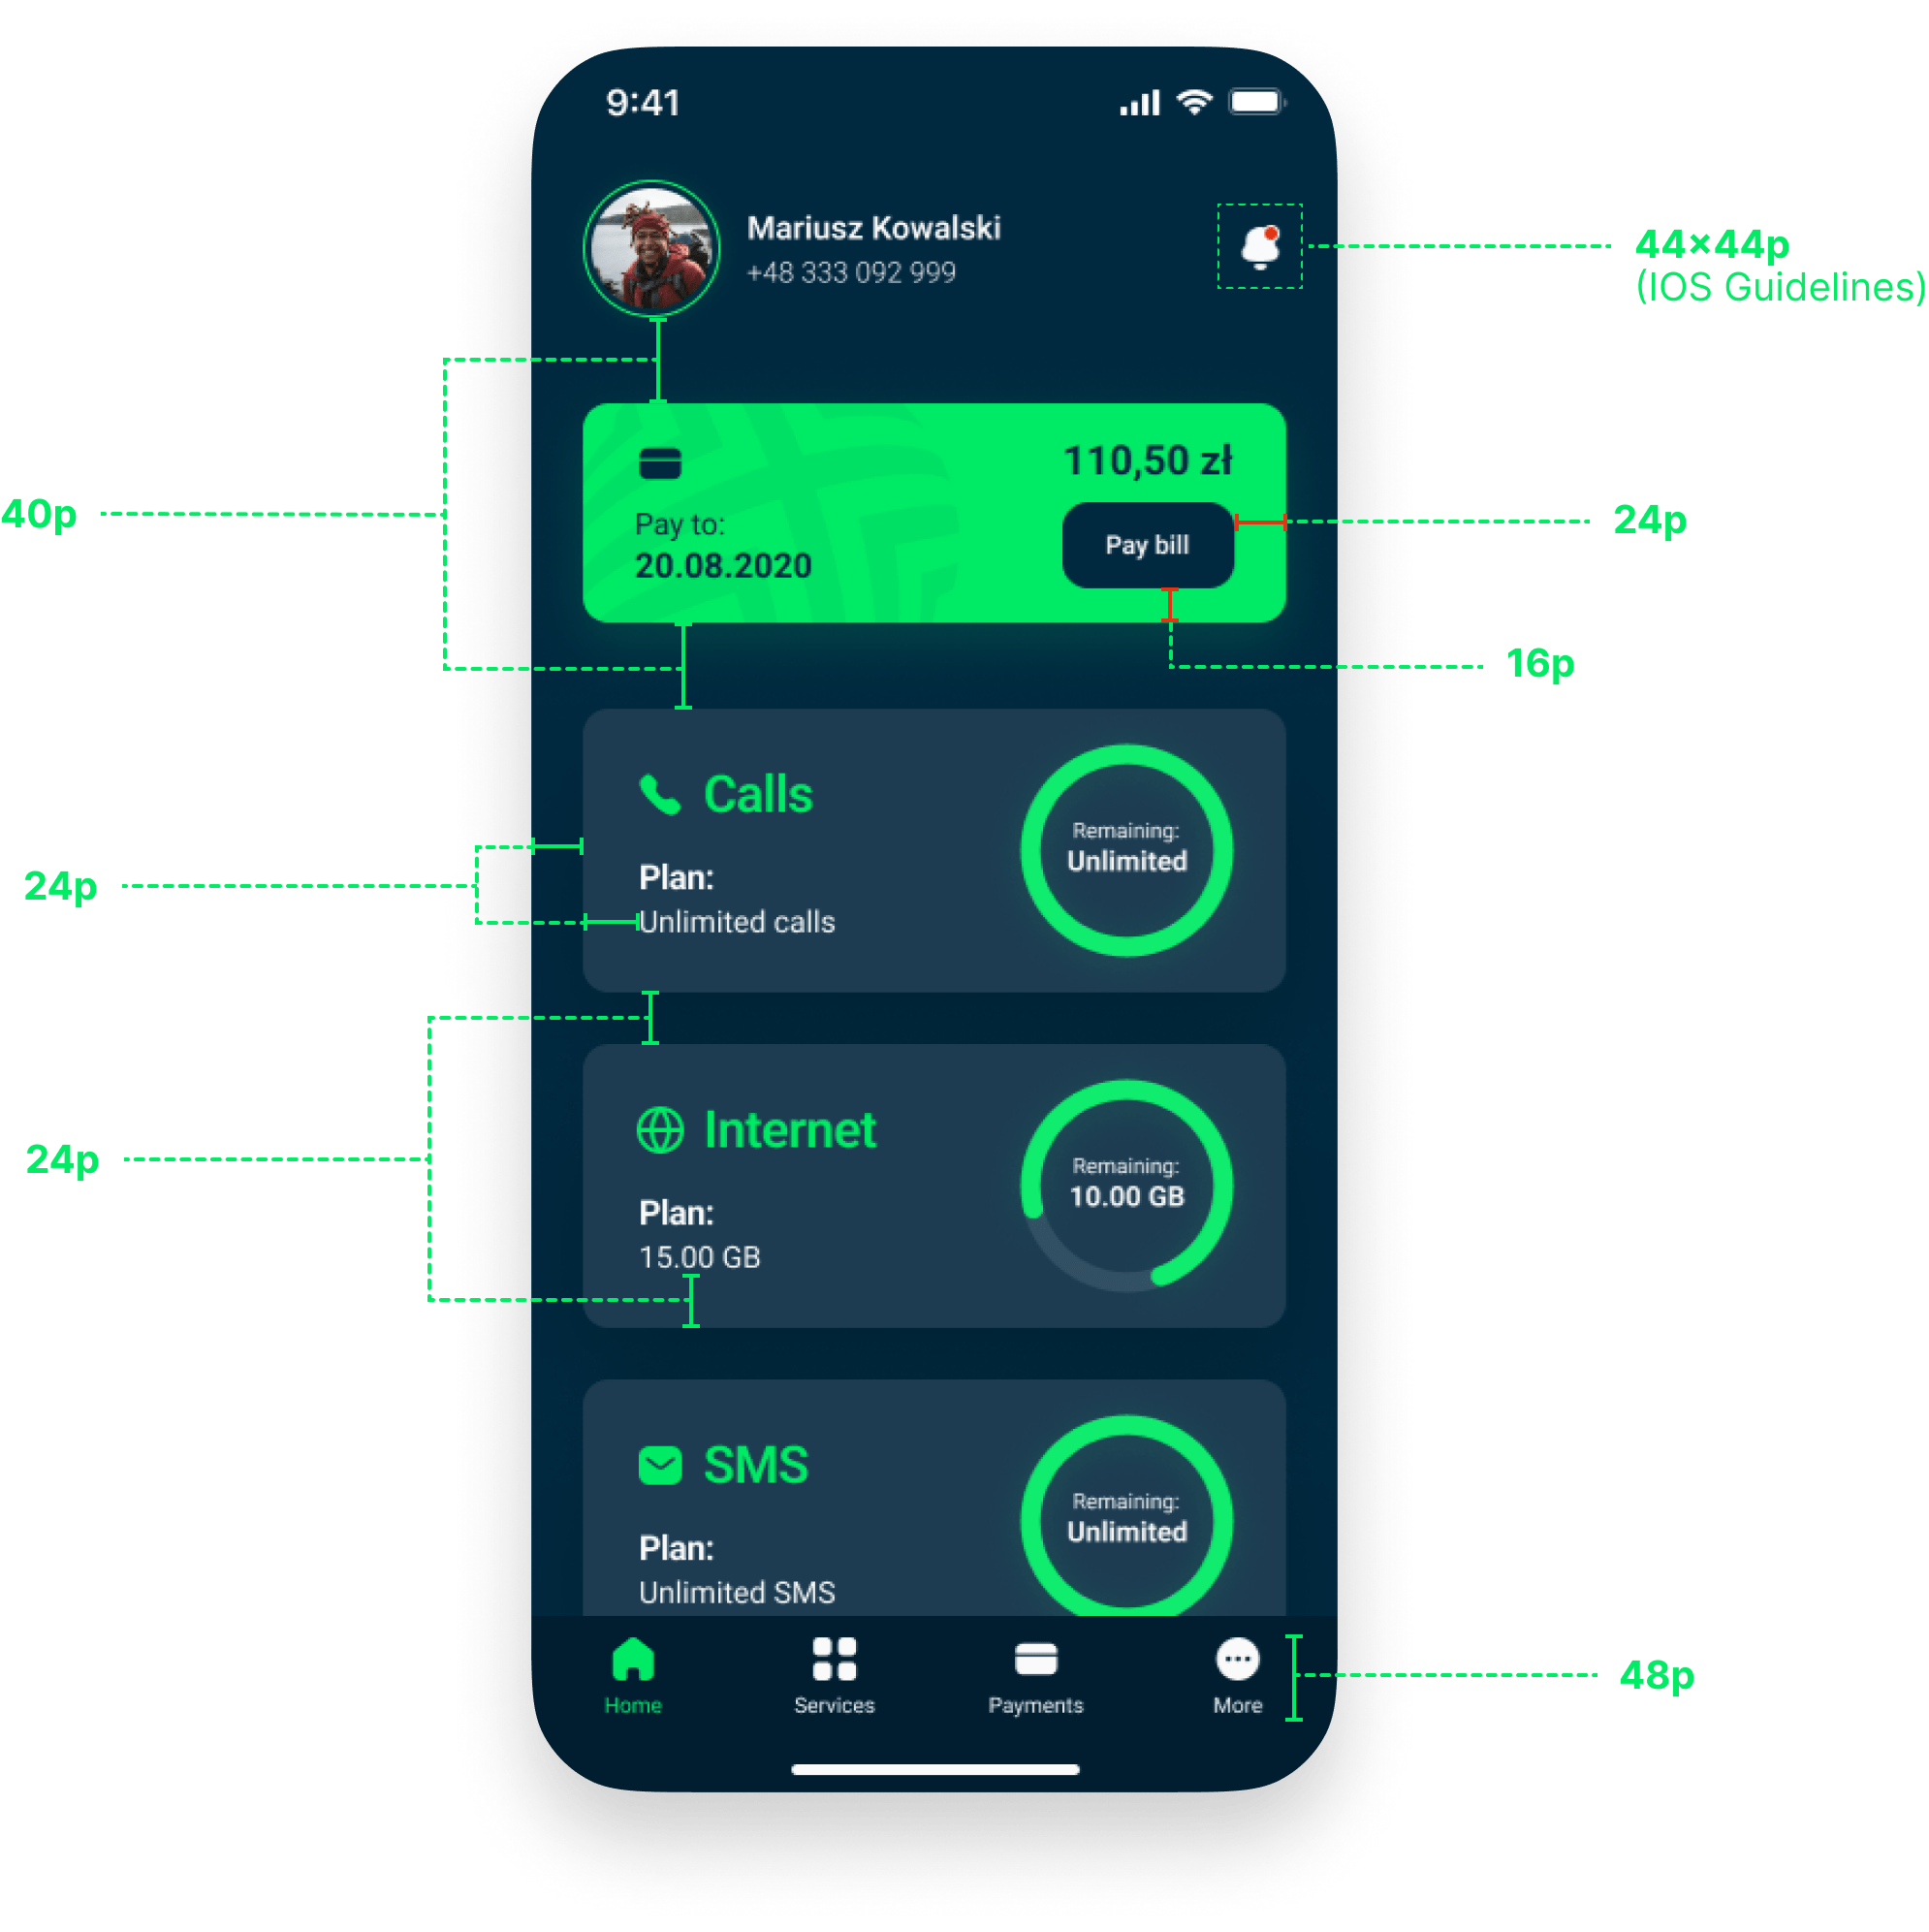 9:41
Mariusz Kowalski
+48 333 092 999
44×44p
(IOS Guidelines)
40p
110,50 zł
Pay to:
20.08.2020
Pay bill
24p
16p
Calls
Plan:
Unlimited calls
Remaining:
Unlimited
24p
Internet
Plan:
15.00 GB
Remaining:
10.00 GB
24p
SMS
Plan:
Unlimited SMS
Remaining:
Unlimited
Home
Services
Payments
More
48p